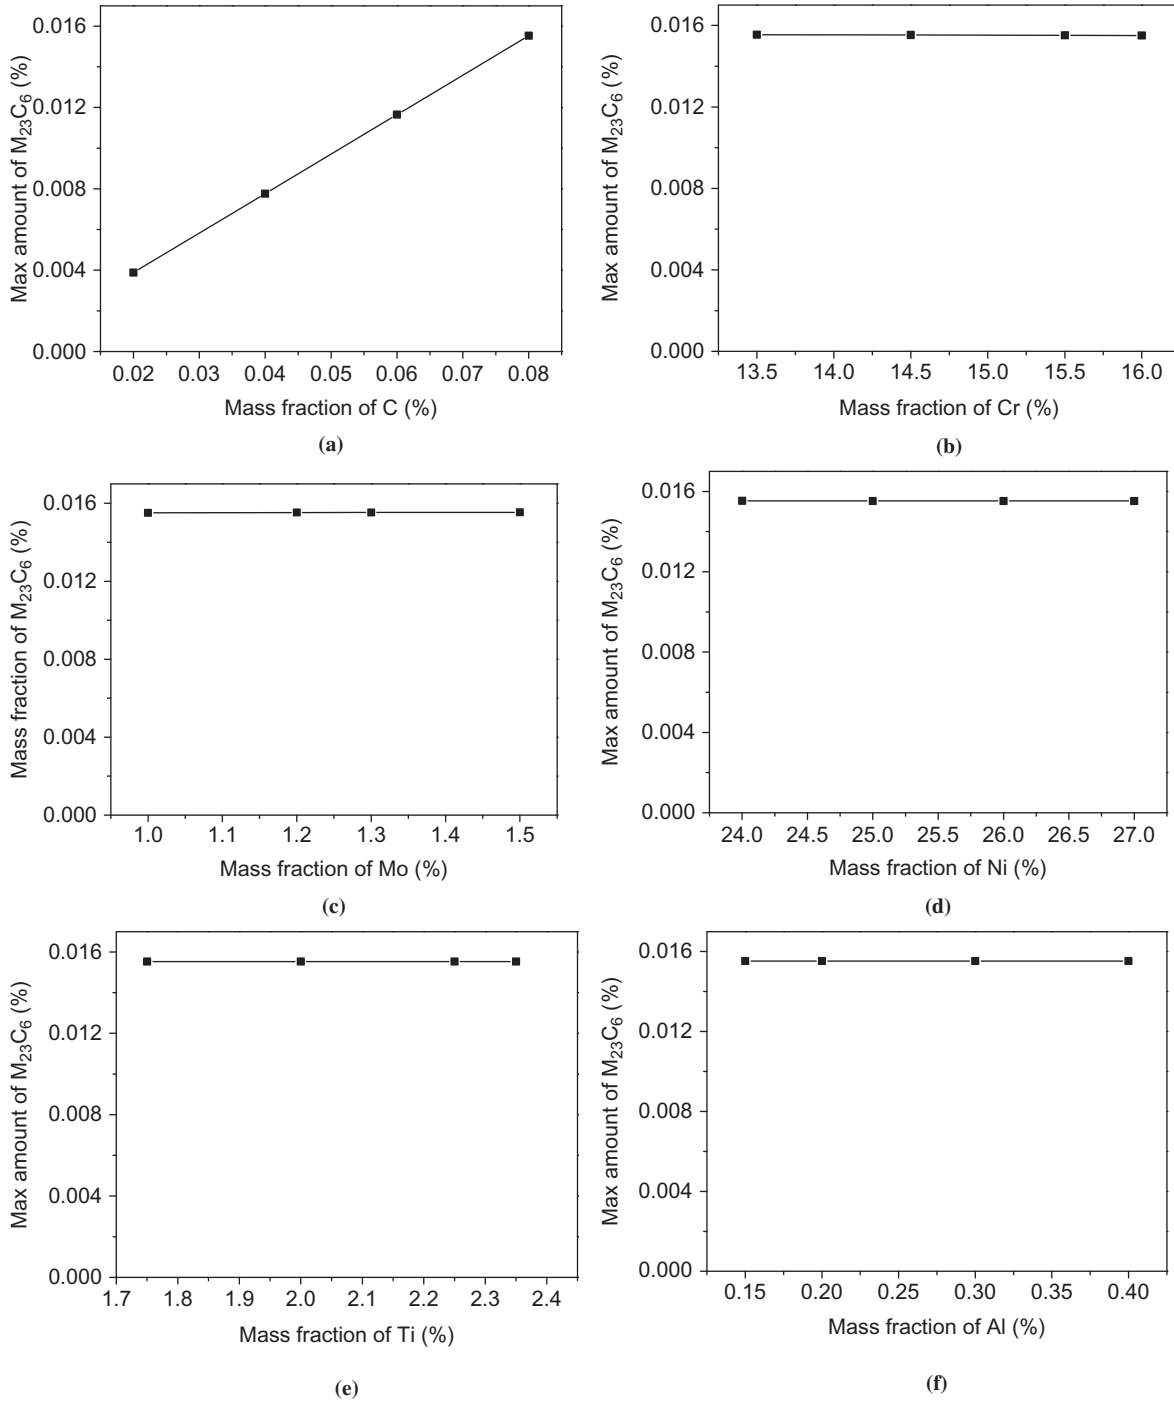 Max amount of M23C6 (%)
0.016
0.012
0.008
0.004
0.000
0.02 0.03 0.04 0.05 0.06 0.07 0.08
Mass fraction of C (%)
(a)
Max amount of M23C6 (%)
0.016
0.012
0.008
0.004
0.000
13.5 14.0 14.5 15.0 15.5 16.0
Mass fraction of Cr (%)
(b)
Mass fraction of M23C6 (%)
0.016
0.012
0.008
0.004
0.000
1.0 1.1 1.2 1.3 1.4 1.5
Mass fraction of Mo (%)
(c)
Max amount of M23C6 (%)
0.016
0.012
0.008
0.004
0.000
24.0 24.5 25.0 25.5 26.0 26.5 27.0
Mass fraction of Ni (%)
(d)
Max amount of M23C6 (%)
0.016
0.012
0.008
0.004
0.000
1.7 1.8 1.9 2.0 2.1 2.2 2.3 2.4
Mass fraction of Ti (%)
(e)
Max amount of M23C6 (%)
0.016
0.012
0.008
0.004
0.000
0.15 0.20 0.25 0.30 0.35 0.40
Mass fraction of Al (%)
(f)